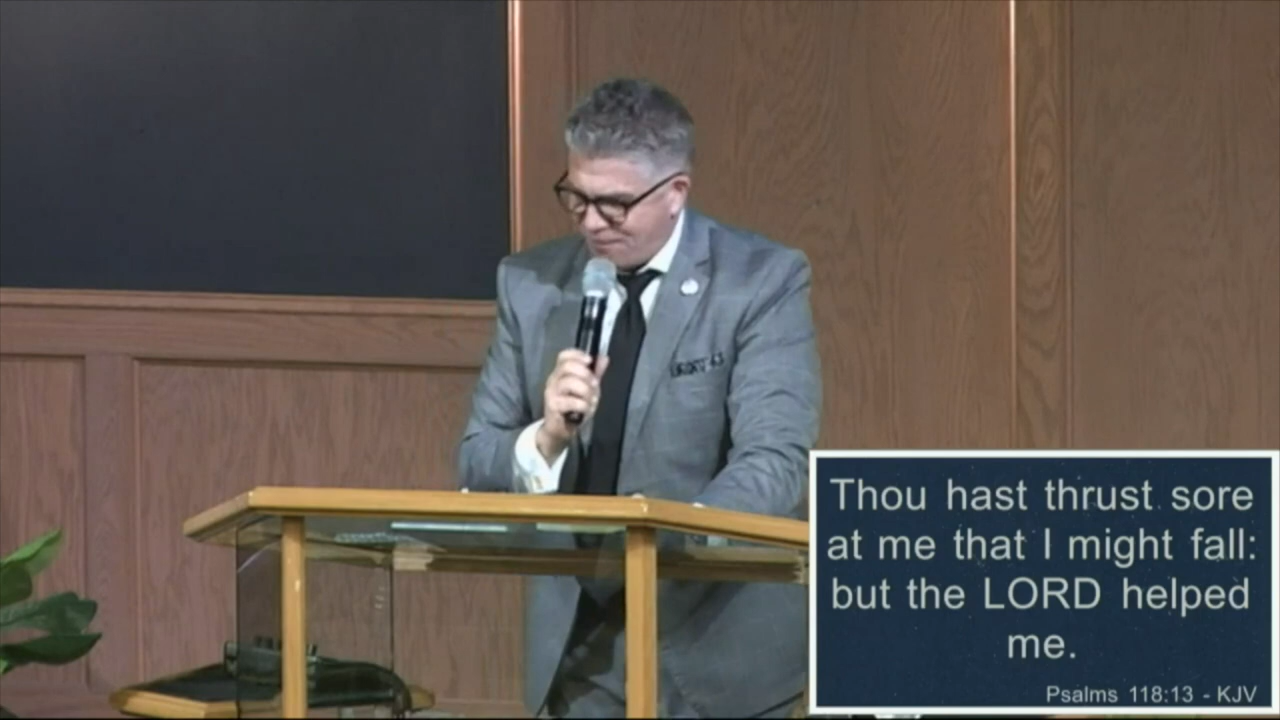 Thou hast thrust sore
at me that I might fall:
but the LORD helped
me.
Psalms 118:13 - KJV